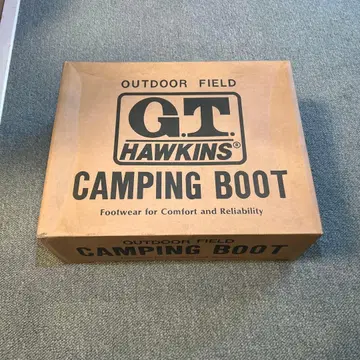 OUTDOOR FIELD
G.T.
HAWKINS®
CAMPING BOOT
Footwear for Comfort and Reliability
OUTDOOR FIELD
CAMPING BOOT